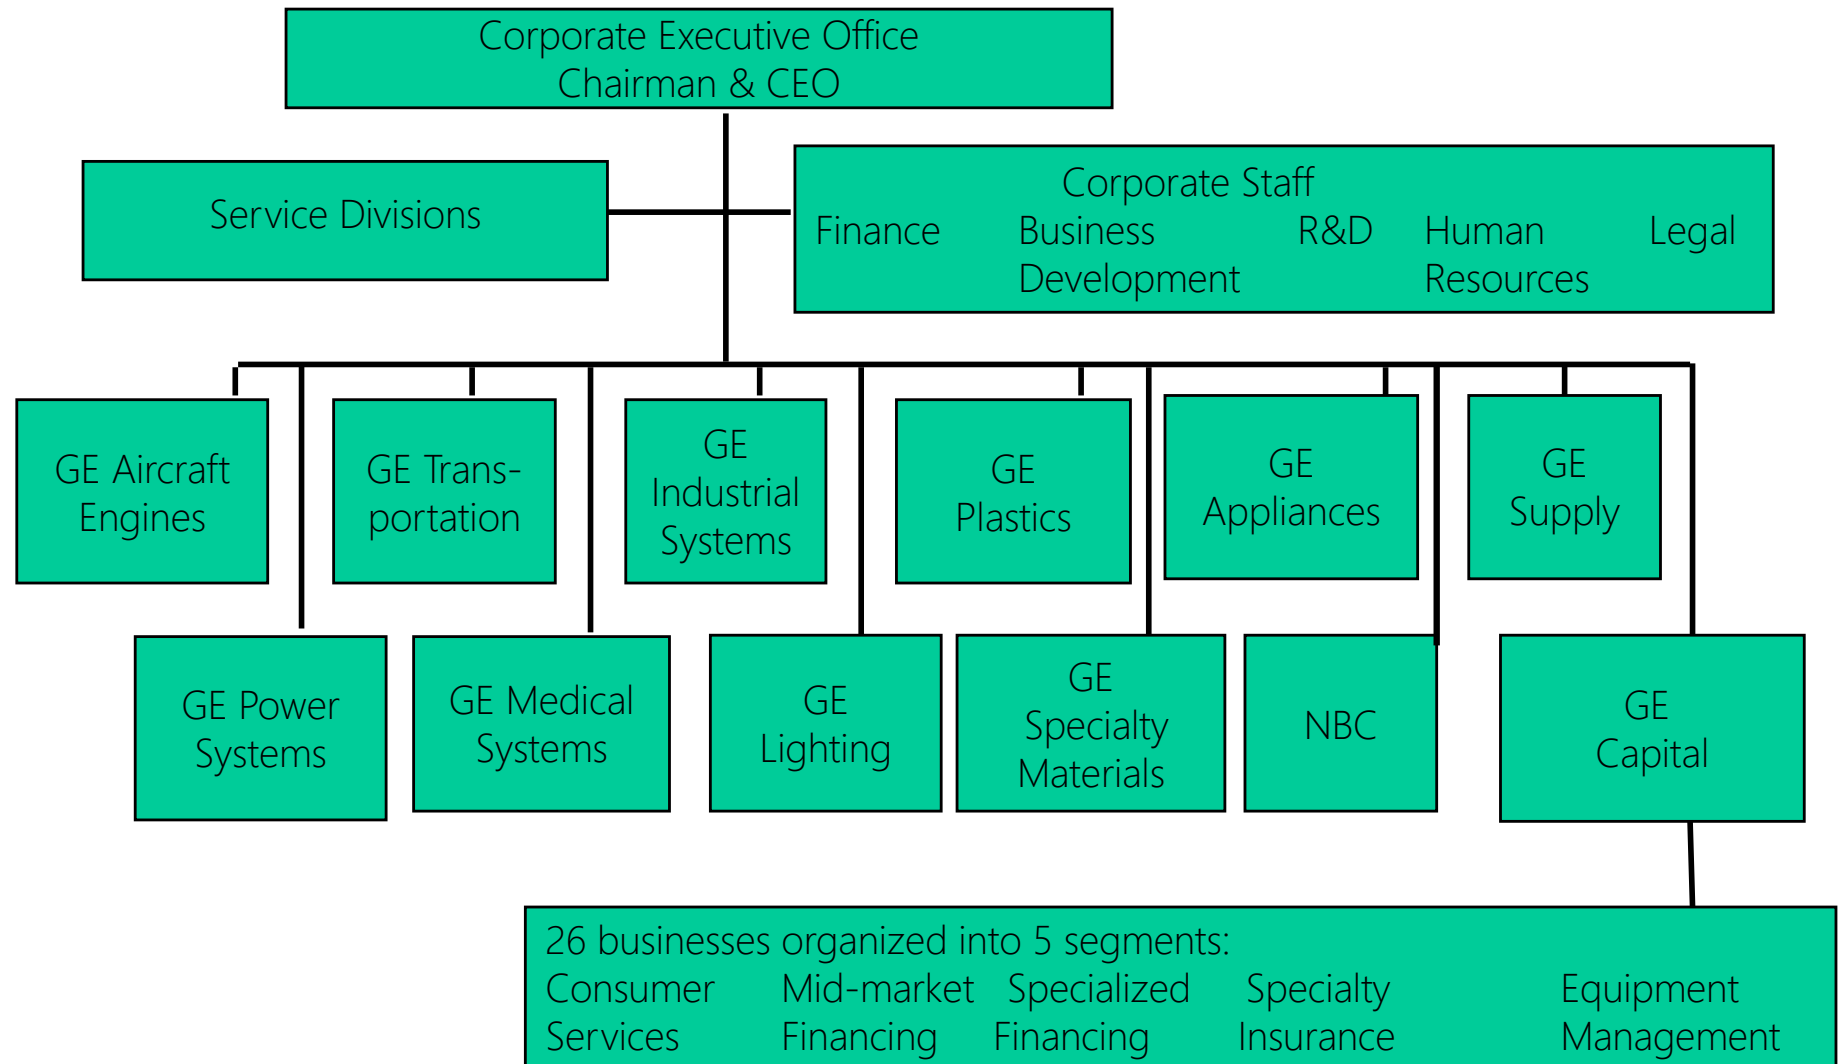 Corporate Executive Office
Chairman & CEO
Service Divisions
Corporate Staff
Finance Business R&D Human Legal
Development Resources
GE Aircraft
Engines
GE Trans-
portation
GE
Industrial
Systems
GE
Plastics
GE
Appliances
GE
Supply
GE Power
Systems
GE Medical
Systems
GE
Lighting
GE
Specialty
Materials
NBC
GE
Capital
26 businesses organized into 5 segments:
Consumer Mid-market Specialized Specialty Equipment
Services Financing Financing Insurance Management